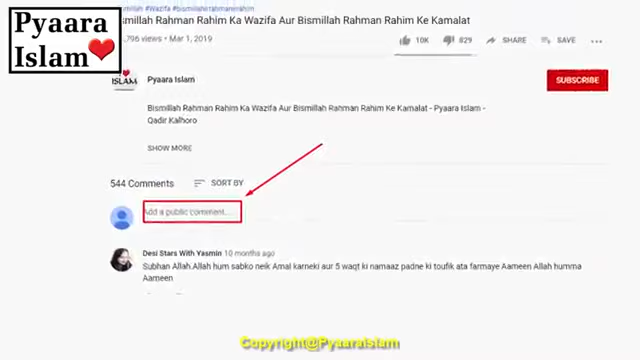 Pyaara
Islam
Bismillah Rahman Rahim Ka Wazifa Aur Bismillah Rahman Rahim Ke Kamalat
,796 views • Mar 1, 2019
10K
829
SHARE
SAVE
ISLAM
Pyaara Islam
SUBSCRIBE
Bismillah Rahman Rahim Ka Wazifa Aur Bismillah Rahman Rahim Ke Kamalat - Pyaara Islam -
Qadir Kalhoro
SHOW MORE
544 Comments
SORT BY
Add a public comment...
Desi Stars With Yasmin 10 months ago
Subhan Allah.Allah hum sabko neik Amal karneki aur 5 waqt ki namaaz padne ki toufik ata farmaye Aameen Allah humma
Aameen
Copyright@PyaaraIslam